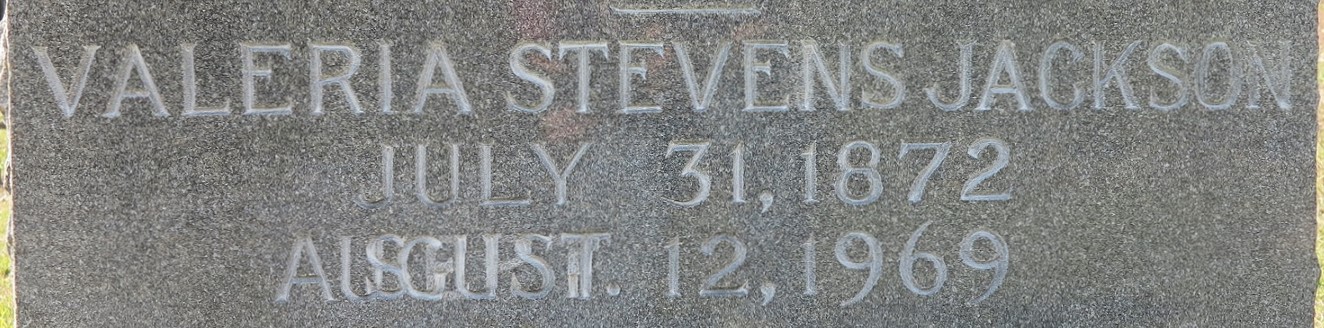 VALERIA STEVENS JACKSON
JULY 31, 1872
AUGUST. 12, 1969